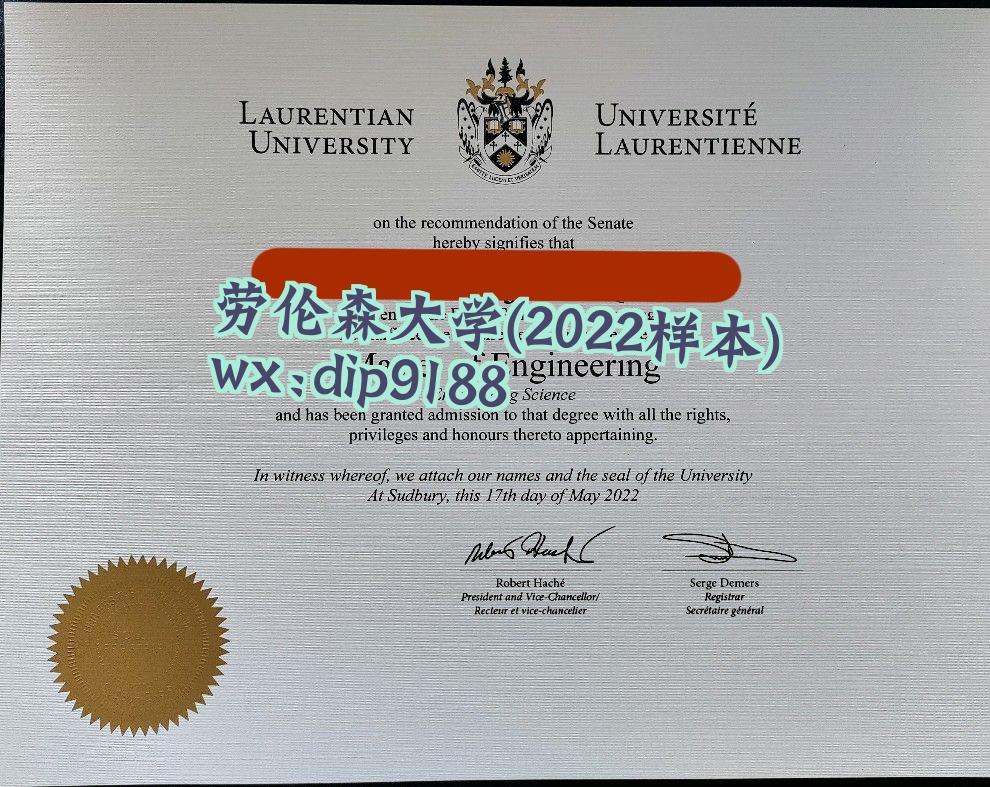 LAURENTIAN
UNIVERSITY
UNIVERSITÉ
LAURENTIENNE
on the recommendation of the Senate
hereby signifies that
劳伦森大学(2022样本)
wx:dip9188
Engineering
Science
and has been granted admission to that degree with all the rights,
privileges and honours thereto appertaining.
In witness whereof, we attach our names and the seal of the University
At Sudbury, this 17th day of May 2022
Robert Haché
President and Vice-Chancellor/
Recteur et vice-chancelier
Serge Demers
Registrar
Secrétaire général